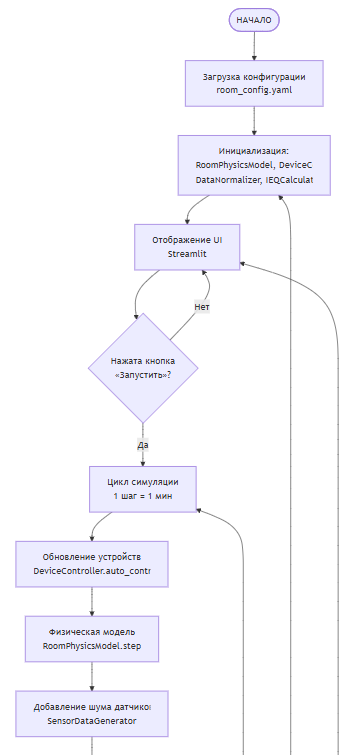 НАЧАЛО
Загрузка конфигурации
room_config.yaml
Инициализация:
RoomPhysicsModel, DeviceC
DataNormalizer, IEQCalculat
Отображение UI
Streamlit
Нет
Нажата кнопка
«Запустить»?
Да
Цикл симуляции
1 шаг = 1 мин
Обновление устройств
DeviceController.auto_contr
Физическая модель
RoomPhysicsModel.step
Добавление шума датчиков
SensorDataGenerator